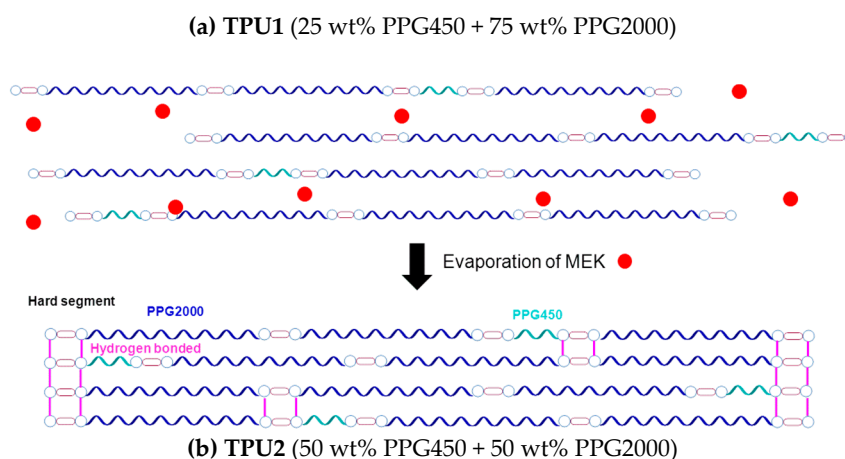 (a) TPU1 (25 wt% PPG450 + 75 wt% PPG2000)
Evaporation of MEK
Hard segment
PPG2000
PPG450
Hydrogen bonded
(b) TPU2 (50 wt% PPG450 + 50 wt% PPG2000)